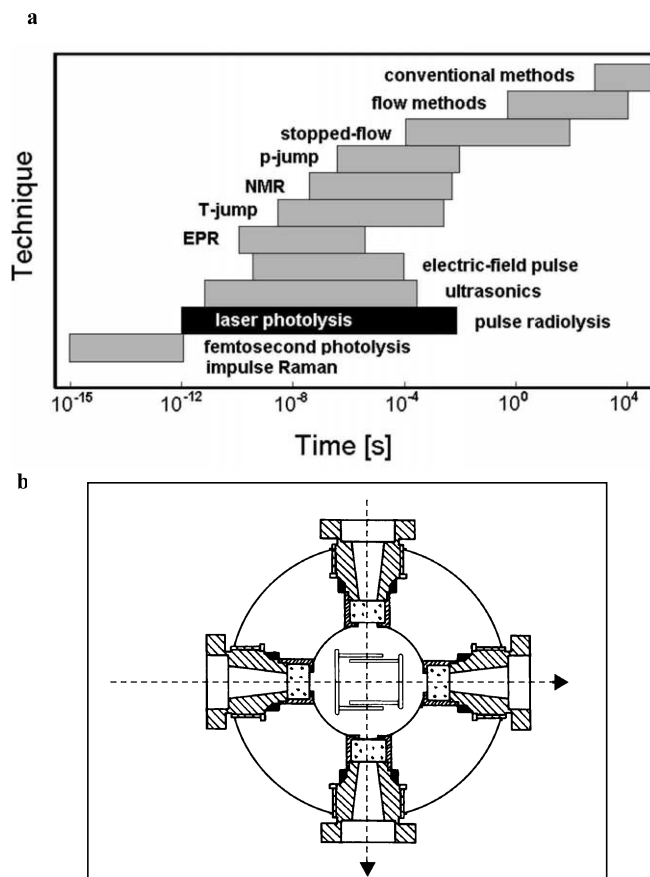 a
conventional methods
flow methods
stopped-flow
p-jump
NMR
T-jump
EPR
electric-field pulse
ultrasonics
laser photolysis pulse radiolysis
femtosecond photolysis
impulse Raman
Technique
10-15 10-12 10-8 10-4 100 104
Time [s]
b